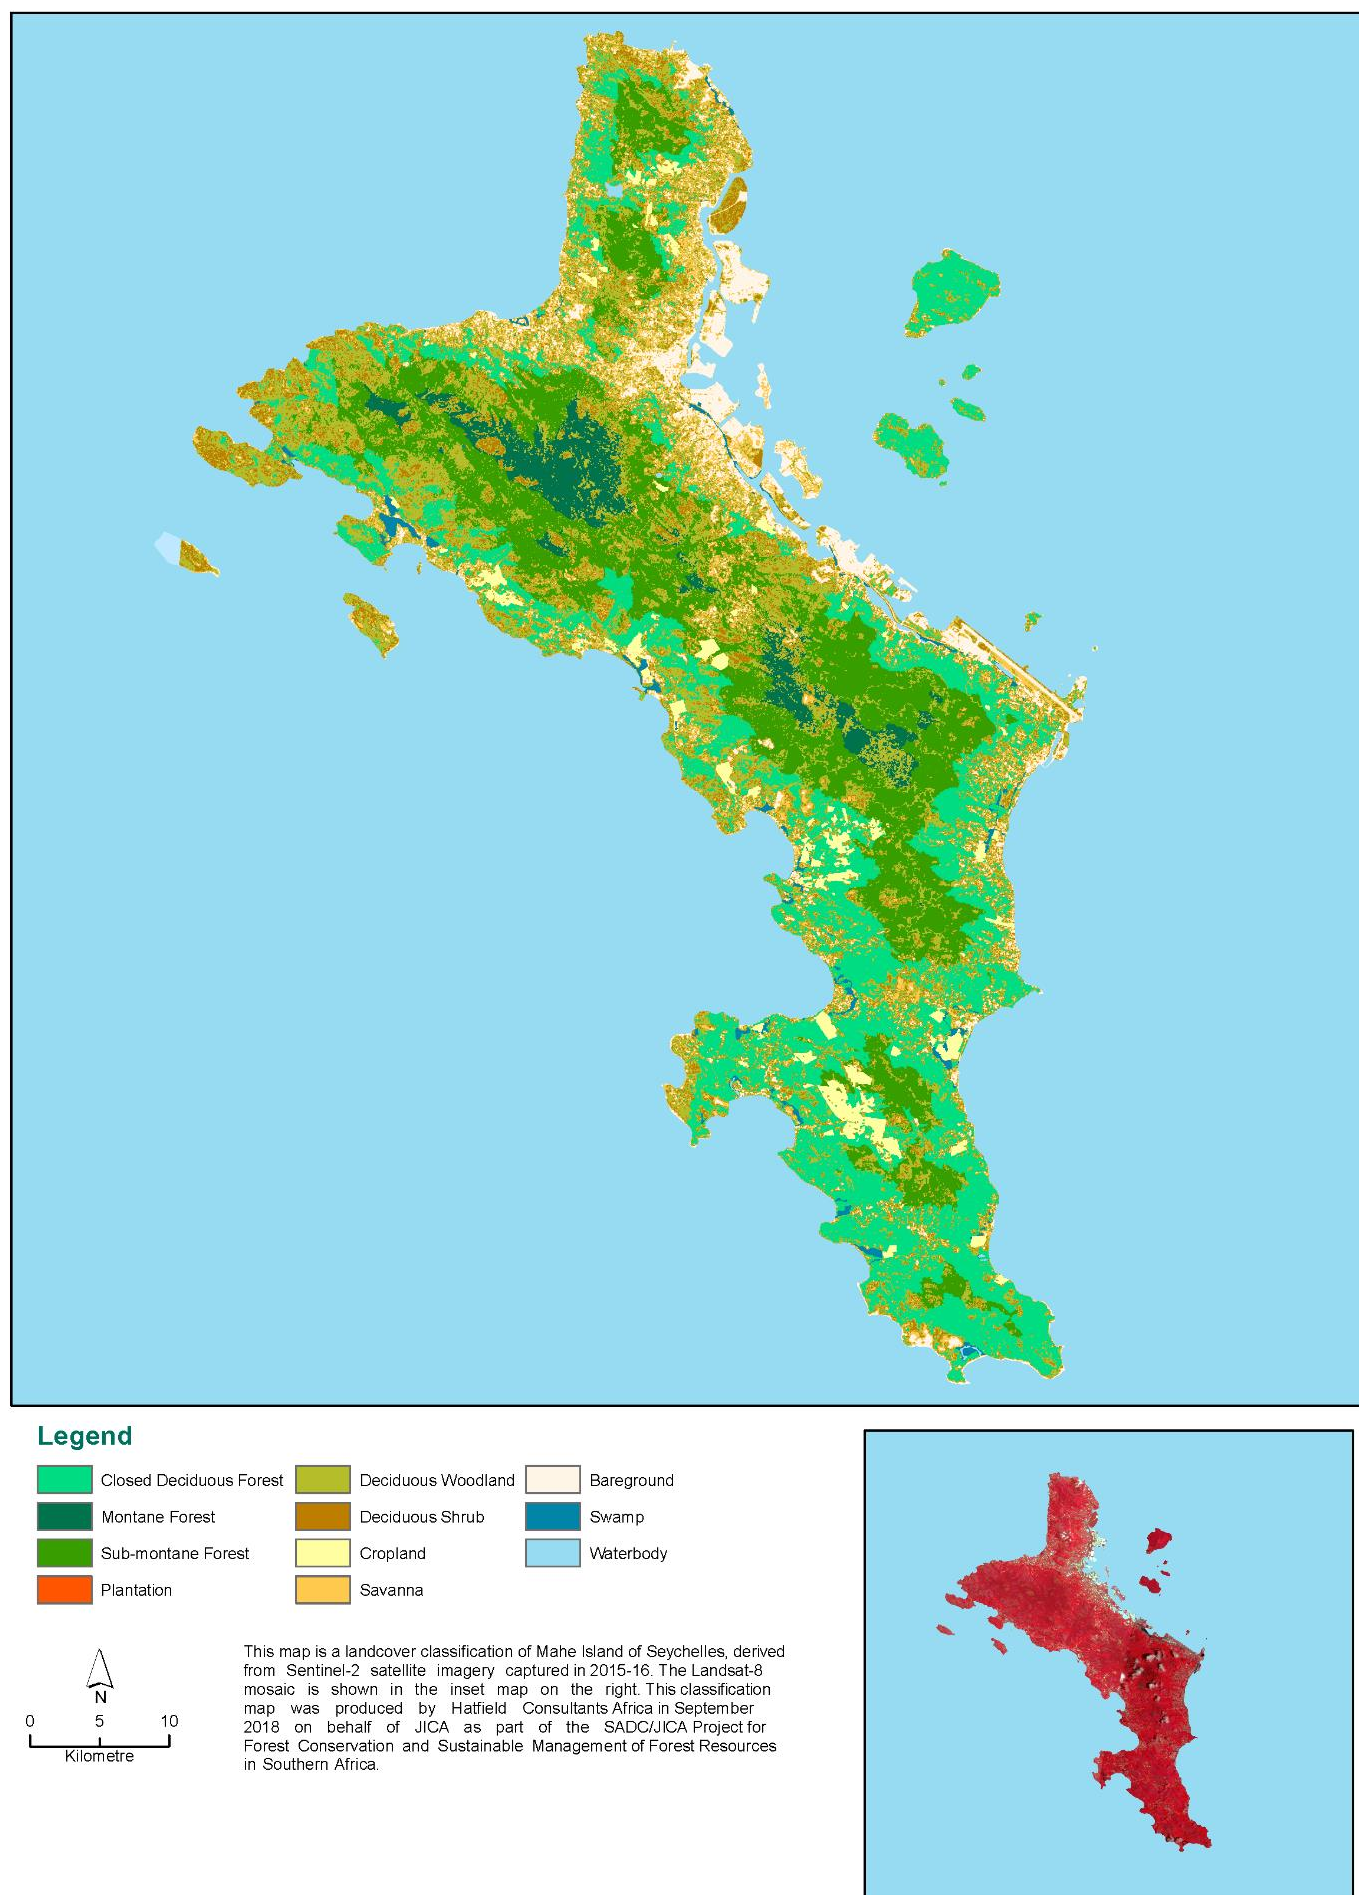 Legend
Closed Deciduous Forest
Montane Forest
Sub-montane Forest
Plantation
Deciduous Woodland
Deciduous Shrub
Cropland
Savanna
Bareground
Swamp
Waterbody
N
0 5 10
Kilometre
This map is a landcover classification of Mahe Island of Seychelles, derived
from Sentinel-2 satellite imagery captured in 2015-16. The Landsat-8
mosaic is shown in the inset map on the right. This classification
map was produced by Hatfield Consultants Africa in September
2018 on behalf of JICA as part of the SADC/JICA Project for
Forest Conservation and Sustainable Management of Forest Resources
in Southern Africa.